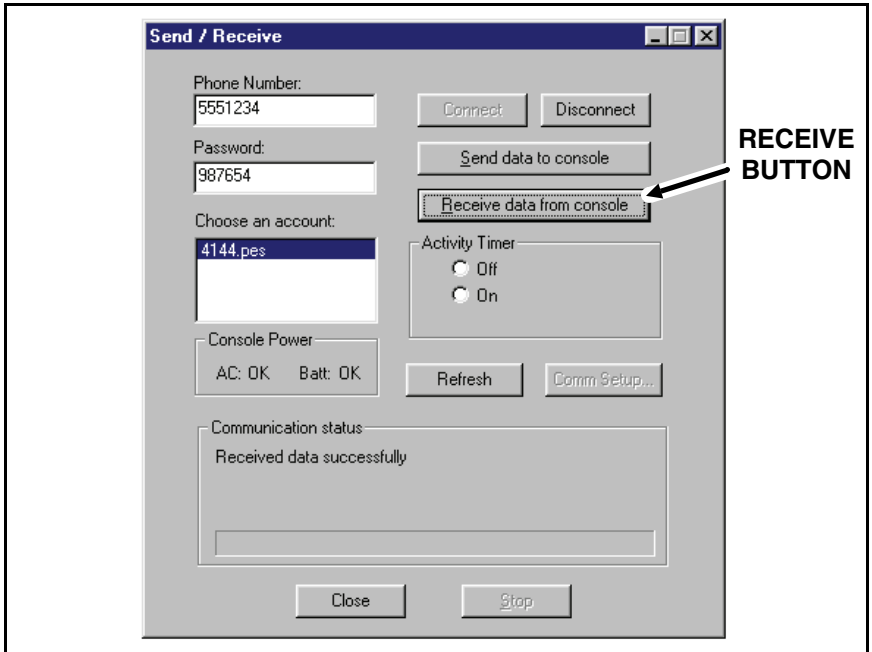 Send / Receive
Phone Number:
5551234
Connect
Disconnect
Password:
987654
Send data to console
Receive data from console
RECEIVE
BUTTON
Choose an account:
4144.pes
Activity Timer
Off
On
Console Power
AC: OK Batt: OK
Refresh
Comm Setup...
Communication status
Received data successfully
Close
Stop